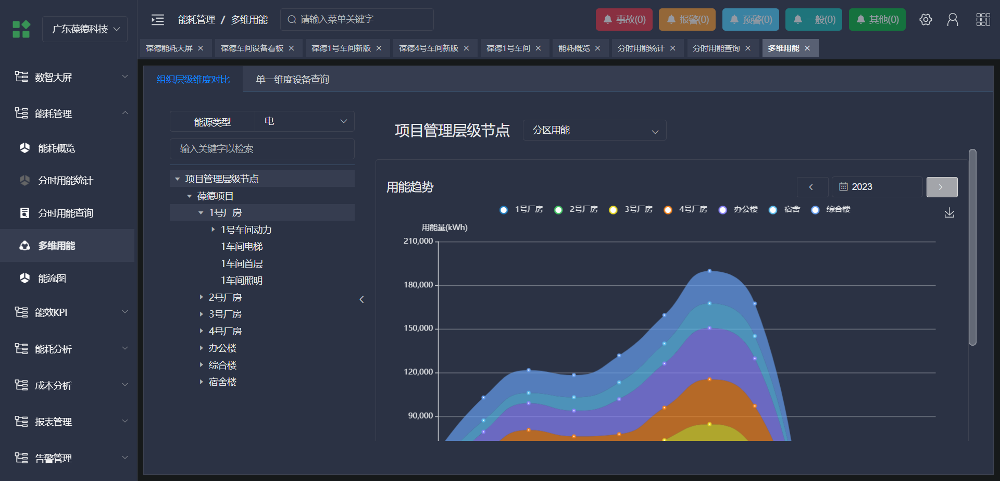 广东葆德科技
能耗管理 / 多维用能
请输入菜单关键字
事故(0)
报警(0)
预警(0)
一般(0)
其他(0)
葆德能耗大屏
葆德车间设备看板
葆德1号车间新版
葆德4号车间新版
葆德1号车间
能耗概览
分时用能统计
分时用能查询
多维用能
数智大屏
能耗管理
能耗概览
分时用能统计
分时用能查询
多维用能
能流图
能效KPI
能耗分析
成本分析
报表管理
告警管理
组织层级维度对比
单一维度设备查询
能源类型
电
输入关键字以检索
项目管理层级节点
葆德项目
1号厂房
1号车间动力
1车间电梯
1车间首层
1车间照明
2号厂房
3号厂房
4号厂房
办公楼
综合楼
宿舍楼
项目管理层级节点
分区用能
用能趋势
2023
1号厂房
2号厂房
3号厂房
4号厂房
办公楼
宿舍
综合楼
用能量(kWh)
210,000
180,000
150,000
120,000
90,000